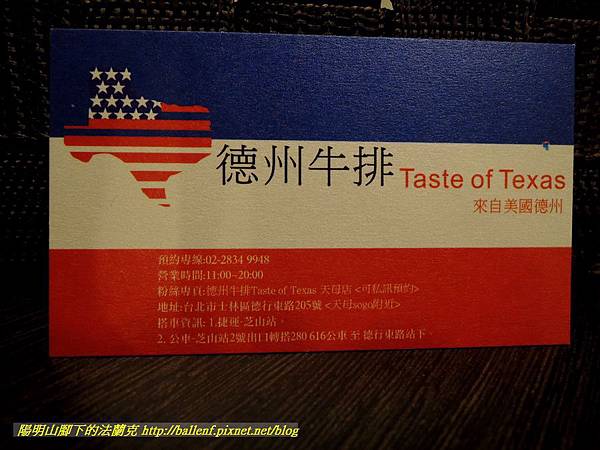 德州牛排 Taste of Texas
來自美國德州
預約專線:02-2834 9948
營業時間:11:00~20:00
粉絲專頁:德州牛排Taste of Texas 天母店 <可私訊預約>
地址:台北市士林區德行東路205號 <天母sogo附近>
搭車資訊: 1.捷運-芝山站。
2. 公車-芝山站2號出口轉搭280 616公車 至 德行東路站下。
陽明山腳下的法蘭克 http://ballenf.pixnet.net/blog